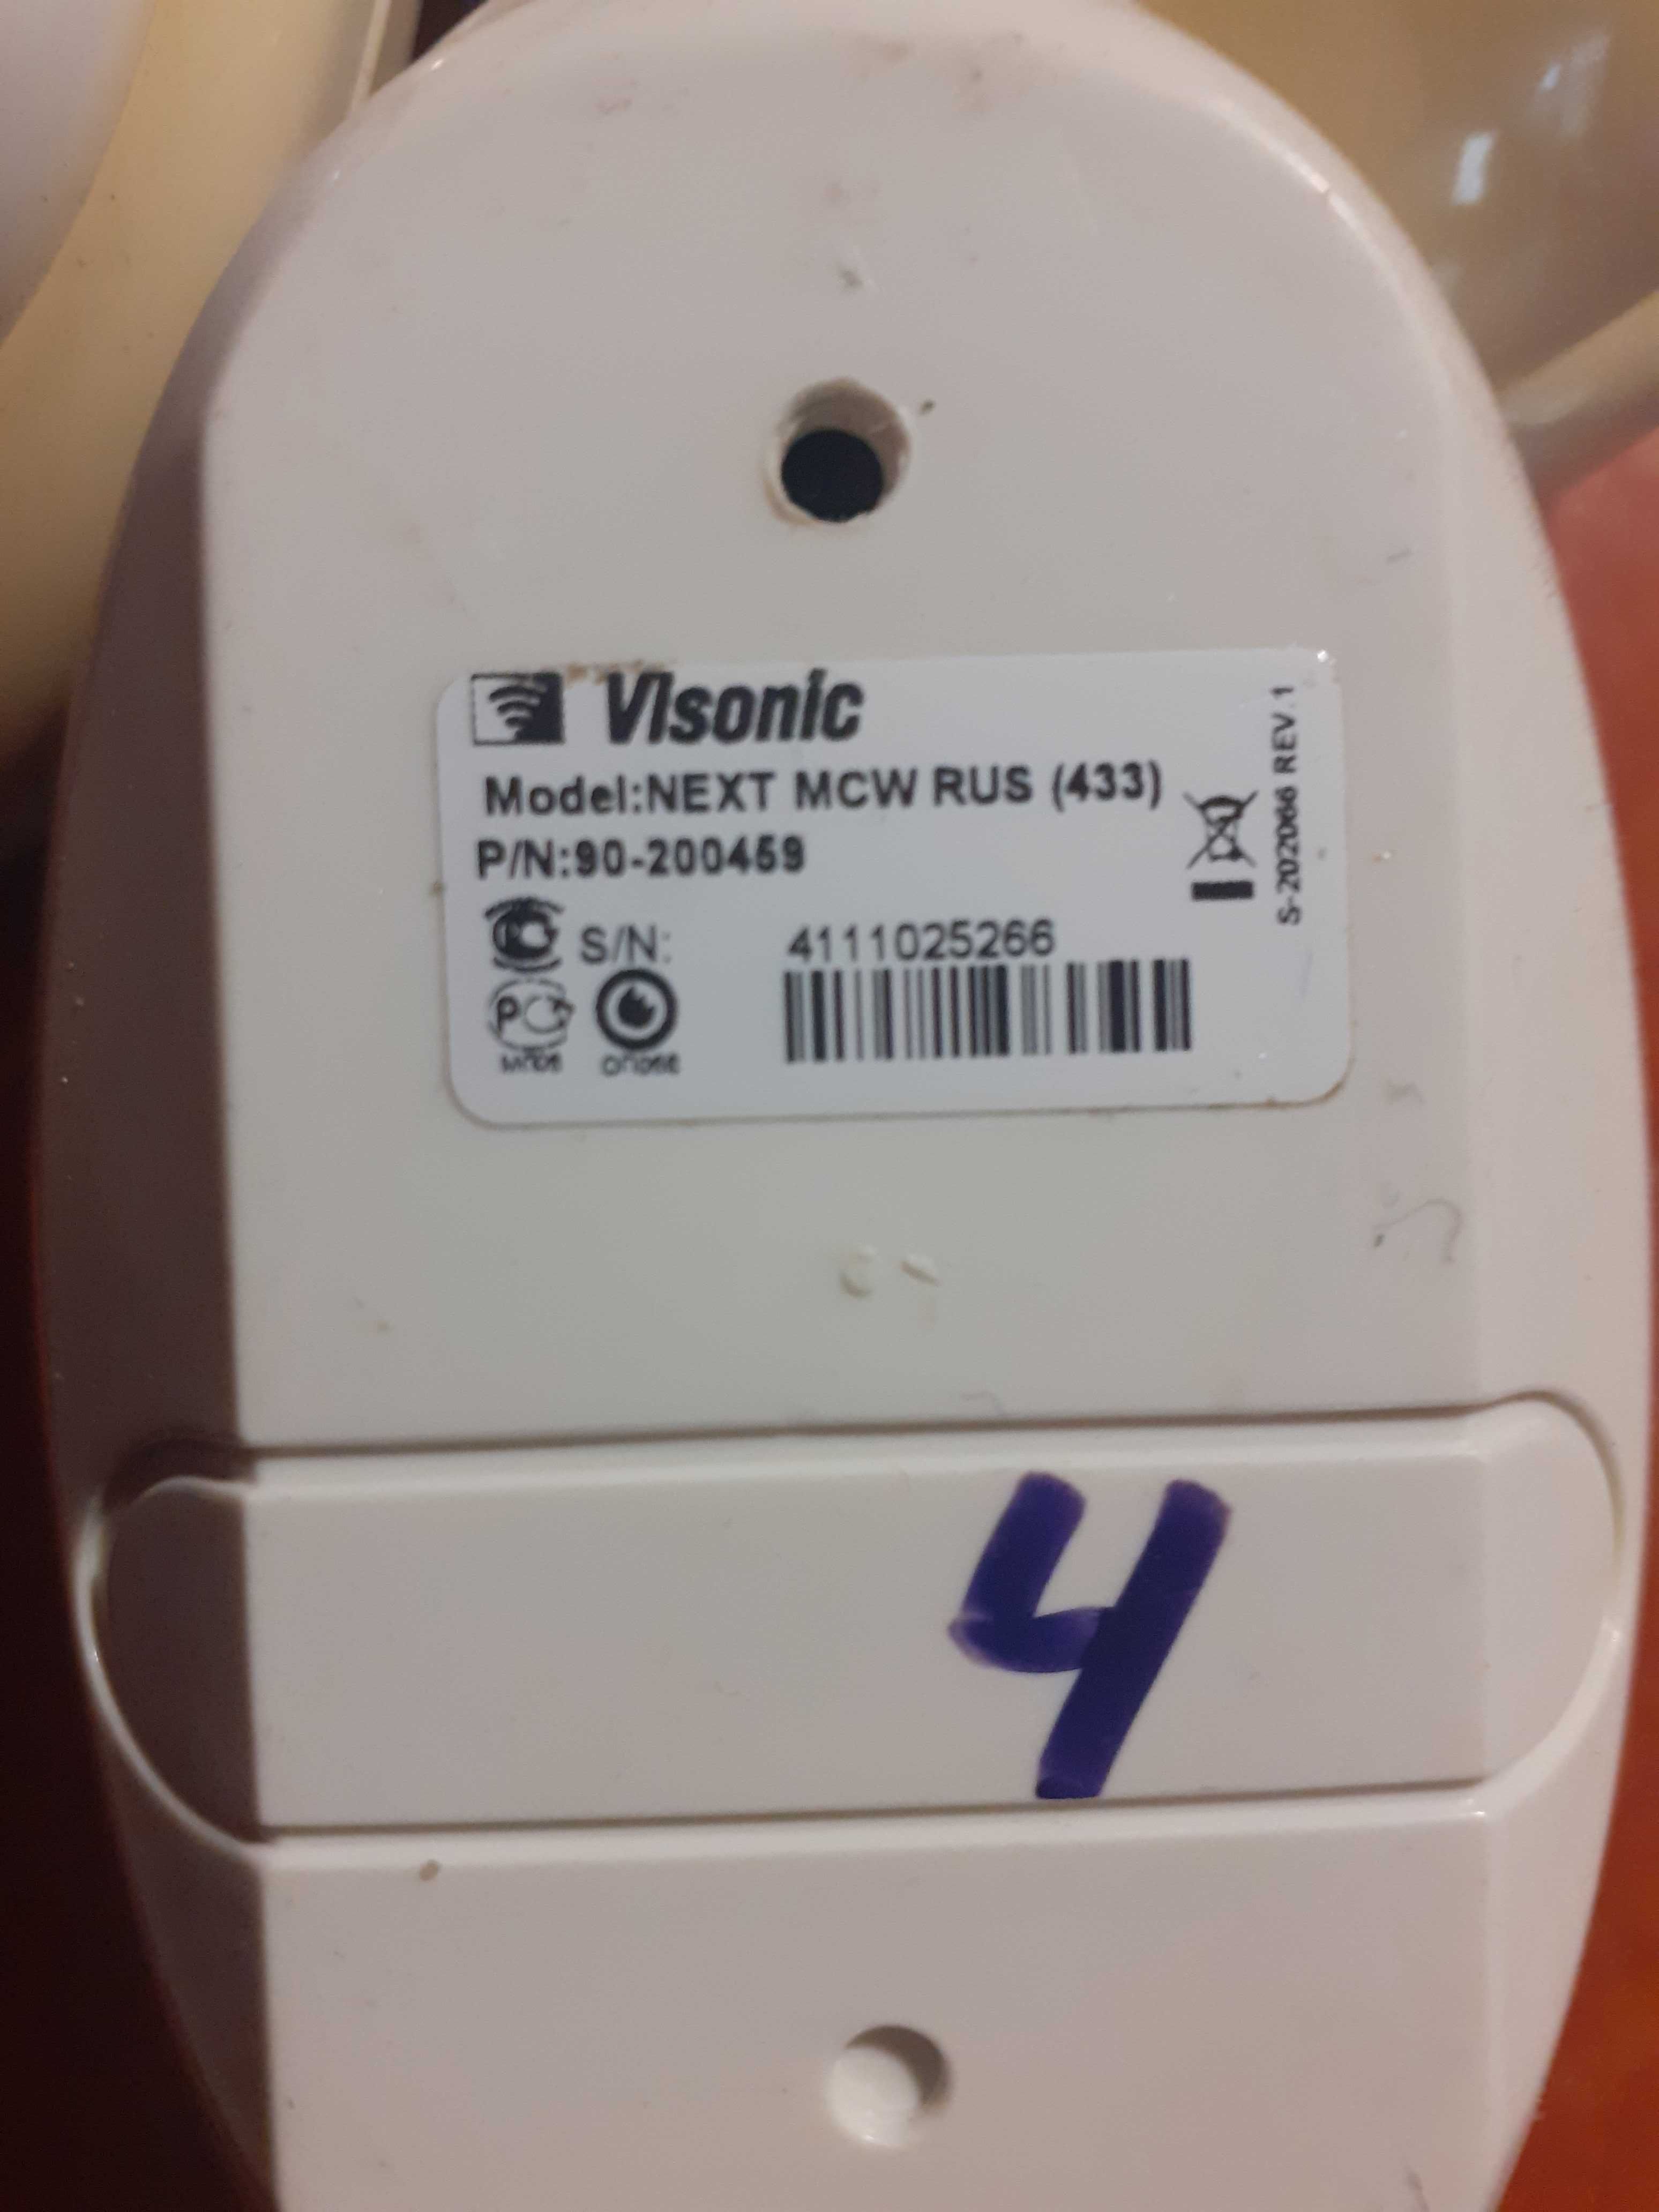 Visonic
Model:NEXT MCW RUS (433)
P/N:90-200459
S/N: 4111025266
S-202066 REV.1
4